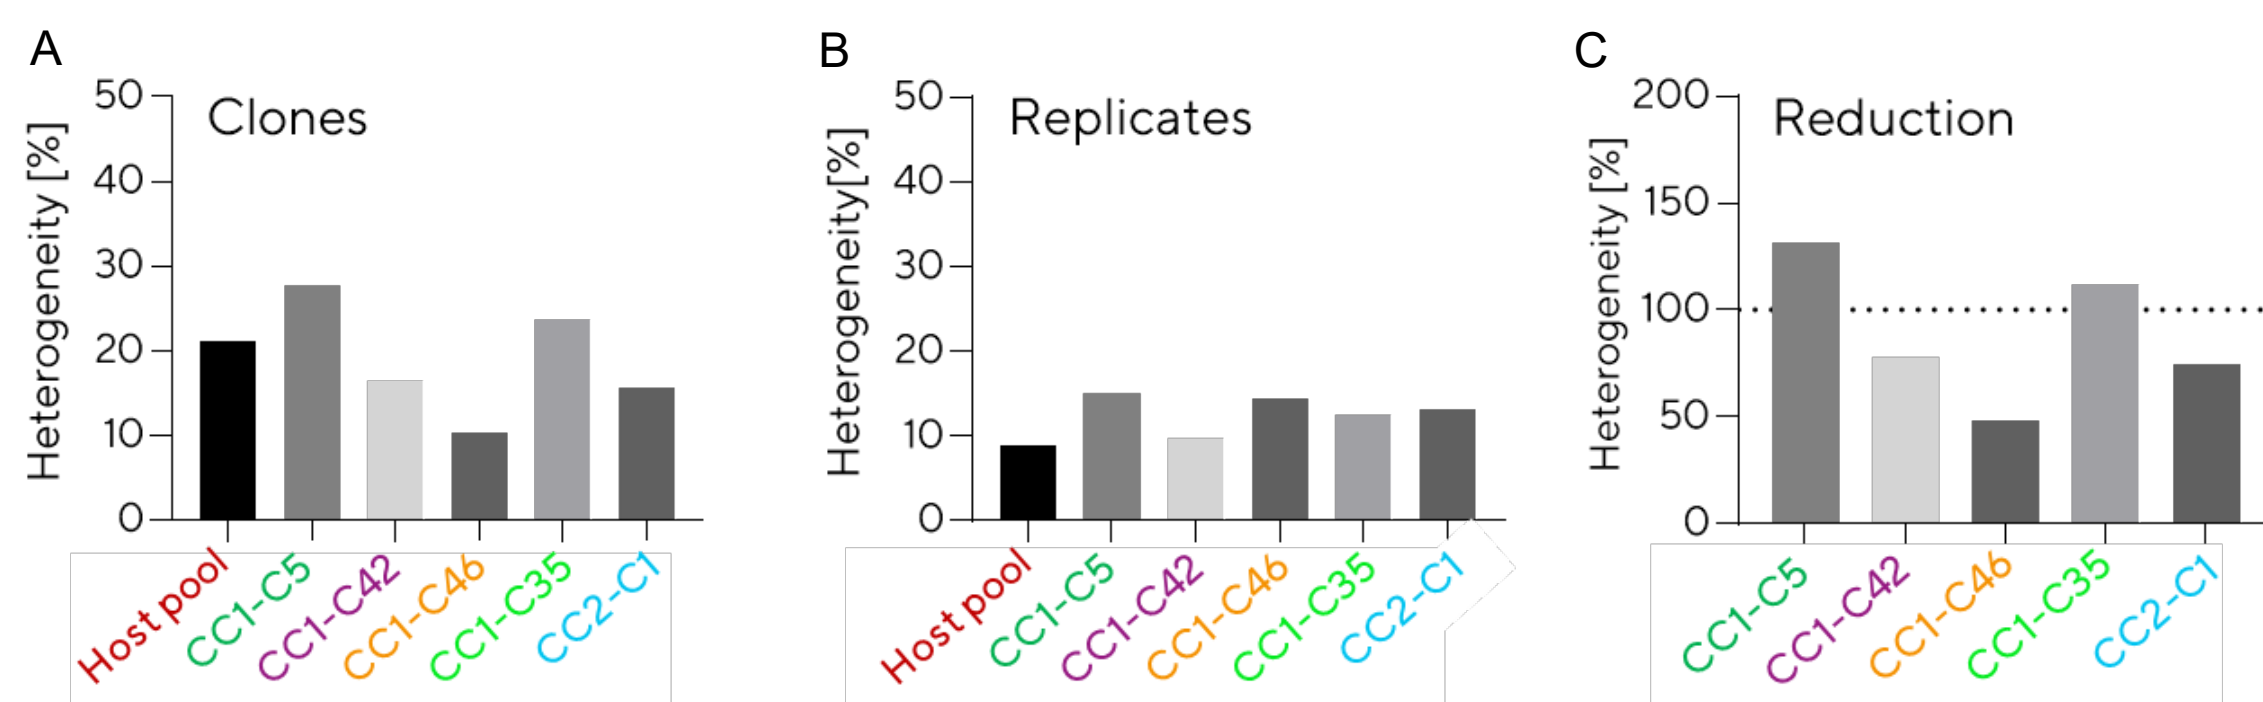 A
Clones
Heterogeneity [%]
50
40
30
20
10
0
Host pool
CC1-C5
CC1-C42
CC1-C46
CC1-C35
CC2-C1
B
Replicates
Heterogeneity[%]
50
40
30
20
10
0
Host pool
CC1-C5
CC1-C42
CC1-C46
CC1-C35
CC2-C1
C
Reduction
Heterogeneity [%]
200
150
100
50
0
CC1-C5
CC1-C42
CC1-C46
CC1-C35
CC2-C1